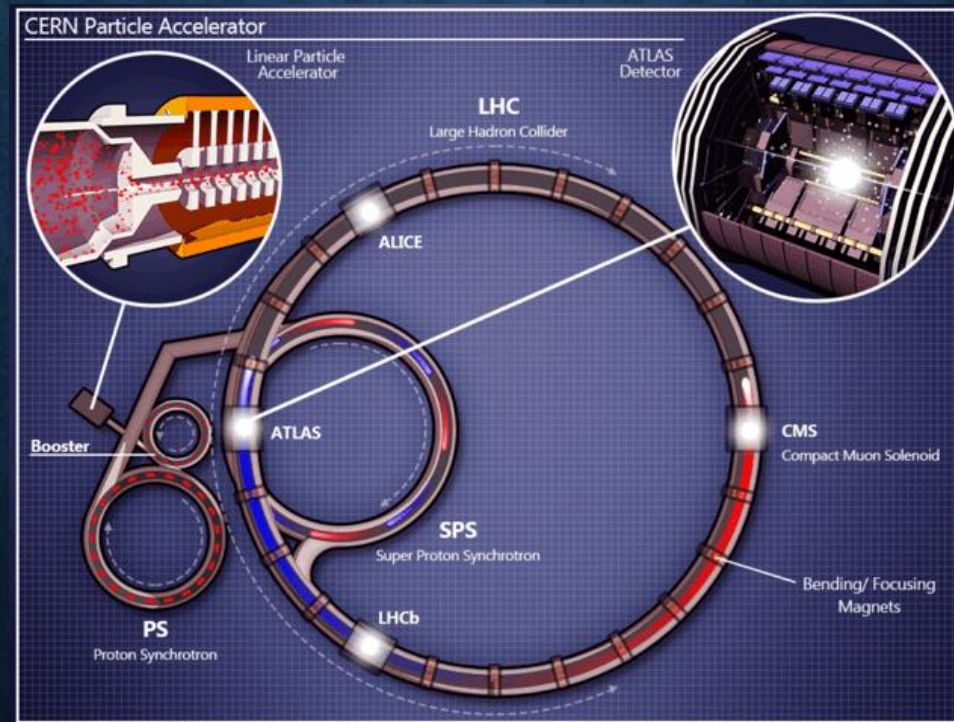 CERN Particle Accelerator
Linear Particle
Accelerator
ATLAS
Detector
LHC
Large Hadron Collider
ALICE
ATLAS
CMS
Compact Muon Solenoid
Booster
SPS
Super Proton Synchrotron
Bending/ Focusing
Magnets
LHCb
PS
Proton Synchrotron